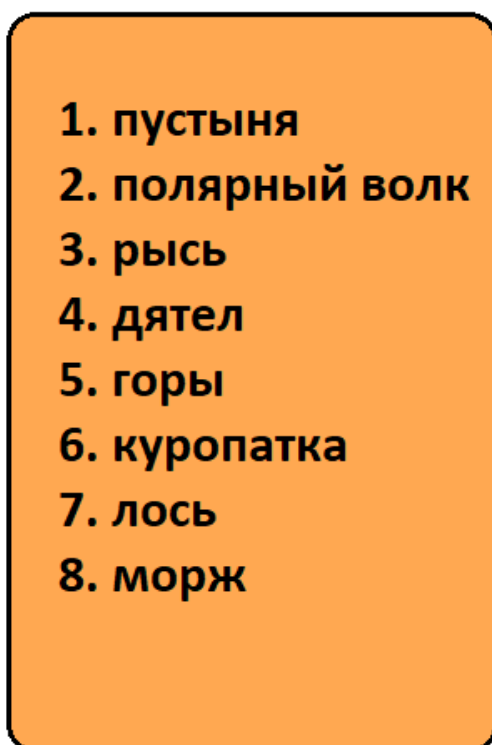 1. пустыня
2. полярный волк
3. рысь
4. дятел
5. горы
6. куропатка
7. лось
8. морж